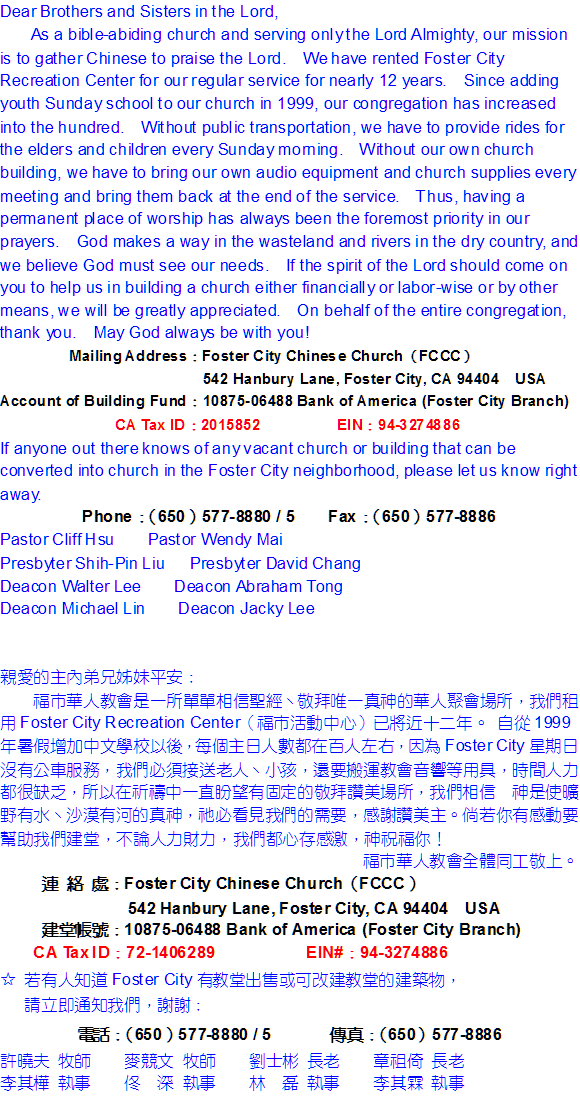 Dear Brothers and Sisters in the Lord,
As a bible-abiding church and serving only the Lord Almighty, our mission
is to gather Chinese to praise the Lord. We have rented Foster City
Recreation Center for our regular service for nearly 12 years. Since adding
youth Sunday school to our church in 1999, our congregation has increased
into the hundred. Without public transportation, we have to provide rides for
the elders and children every Sunday morning. Without our own church
building, we have to bring our own audio equipment and church supplies every
meeting and bring them back at the end of the service. Thus, having a
permanent place of worship has always been the foremost priority in our
prayers. God makes a way in the wasteland and rivers in the dry country, and
we believe God must see our needs. If the spirit of the Lord should come on
you to help us in building a church either financially or labor-wise or by other
means, we will be greatly appreciated. On behalf of the entire congregation,
thank you. May God always be with you!
Mailing Address：Foster City Chinese Church（FCCC）
542 Hanbury Lane, Foster City, CA 94404 USA
Account of Building Fund：10875-06488 Bank of America (Foster City Branch)
CA Tax ID：2015852 EIN：94-3274886
If anyone out there knows of any vacant church or building that can be
converted into church in the Foster City neighborhood, please let us know right
away.
Phone：（650）577-8880 / 5 Fax：（650）577-8886
Pastor Cliff Hsu Pastor Wendy Mai
Presbyter Shih-Pin Liu Presbyter David Chang
Deacon Walter Lee Deacon Abraham Tong
Deacon Michael Lin Deacon Jacky Lee
親愛的主內弟兄姊妹平安：
福市華人教會是一所單單相信聖經、敬拜唯一真神的華人聚會場所，我們租
用 Foster City Recreation Center（福市活動中心）已將近十二年。 自從 1999
年暑假增加中文學校以後，每個主日人數都在百人左右，因為 Foster City 星期日
沒有公車服務，我們必須接送老人、小孩，還要搬運教會音響等用具，時間人力
都很缺乏，所以在祈禱中一直盼望有固定的敬拜讚美場所，我們相信 神是使曠
野有水、沙漠有河的真神，祂必看見我們的需要，感謝讚美主。倘若你有感動要
幫助我們建堂，不論人力財力，我們都心存感激，神祝福你！
福市華人教會全體同工敬上。
連 絡 處：Foster City Chinese Church（FCCC）
542 Hanbury Lane, Foster City, CA 94404 USA
建堂帳號：10875-06488 Bank of America (Foster City Branch)
CA Tax ID：72-1406289 EIN#：94-3274886
☆ 若有人知道 Foster City 有教堂出售或可改建教堂的建築物，
請立即通知我們，謝謝：
電話：（650）577-8880 / 5 傳真：（650）577-8886
許曉夫 牧師 麥競文 牧師 劉士彬 長老 章祖倚 長老
李其樺 執事 佟 深 執事 林 磊 執事 李其霖 執事